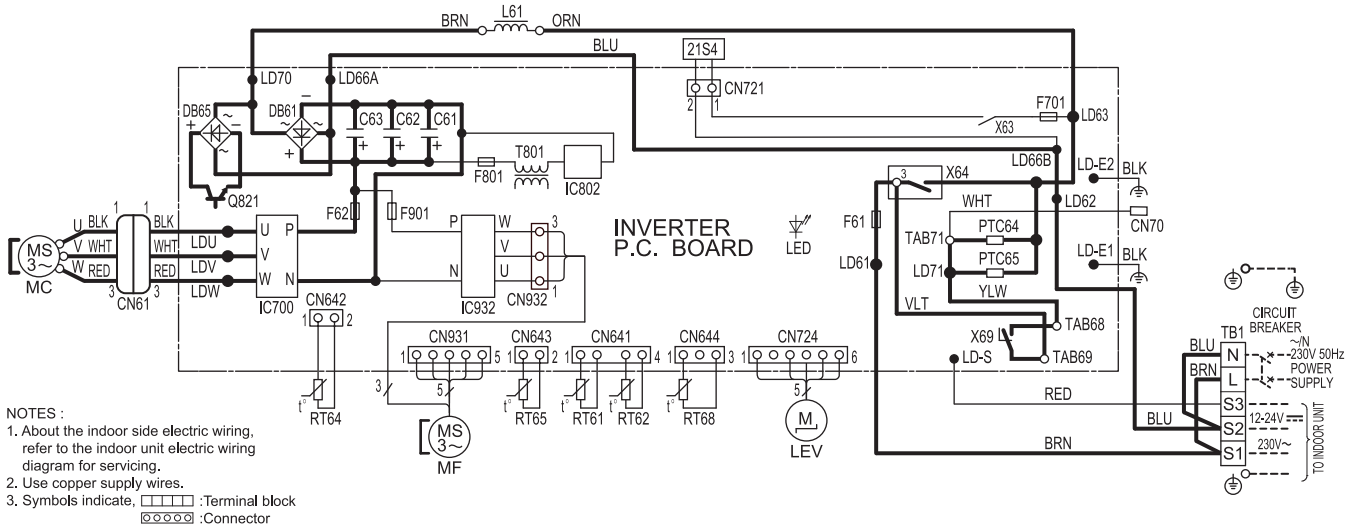 L61
BRN ORN
BLU
21S4
LD70 LD66A
CN721
2 1
DB65 DB61
~ − ~ −
+ ~ + ~
C63 C62 C61
+ + +
F701
X63
LD63
T801
F801
IC802
Q821
LD66B
LD-E2
BLK
3 X64
LD62
WHT
CN70
F62 F901
F61
INVERTER
P.C. BOARD
LED
PTC64
TAB71
PTC65
LD71
LD-E1
BLK
YLW
LD61
VLT
U BLK 1 1 BLK LDU U P
V WHT WHT LDV V
W RED 3 3 RED LDW W N
MS
3~
MC
CN61
IC700
P W 3
V
N U 1
IC932 CN932
CN642
1 2
CN931
1 5
CN643
1 2
CN641
1 4
CN644
1 3
CN724
1 6
X69
TAB68
TAB69
LD-S
3
5
5
t° RT64
t° RT65
t° RT61
t° RT62
t° RT68
MS
3~
MF
M
LEV
RED
BLU
BRN
CIRCUIT
BREAKER
TB1
BLU N
~/N
230V 50Hz
POWER
SUPPLY
BRN L
S3
12-24V
S2
230V~
S1
TO INDOOR UNIT
NOTES :
1. About the indoor side electric wiring,
refer to the indoor unit electric wiring
diagram for servicing.
2. Use copper supply wires.
3. Symbols indicate, :Terminal block
:Connector